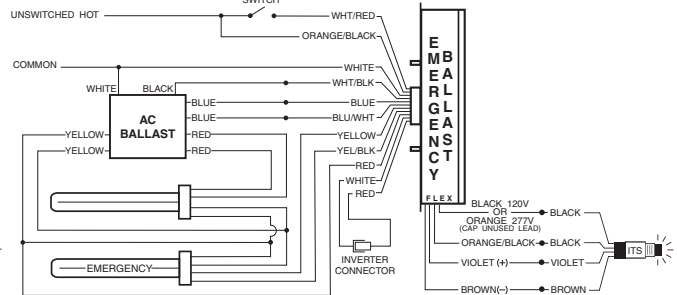 SWITCH
UNSWITCHED HOT
WHT/RED
ORANGE/BLACK
COMMON
WHITE
WHITE
BLACK
WHT/BLK
BLUE
BLUE
BLUE
BLU/WHT
AC
BALLAST
YELLOW
RED
YELLOW
YELLOW
RED
YEL/BLK
RED
WHITE
RED
EMERGENCY
BALLAST
FLEX
INVERTER
CONNECTOR
EMERGENCY
BLACK 120V
OR
ORANGE 277V
(CAP UNUSED LEAD)
BLACK
ORANGE/BLACK
BLACK
VIOLET (+)
VIOLET
BROWN(–)
BROWN
ITS